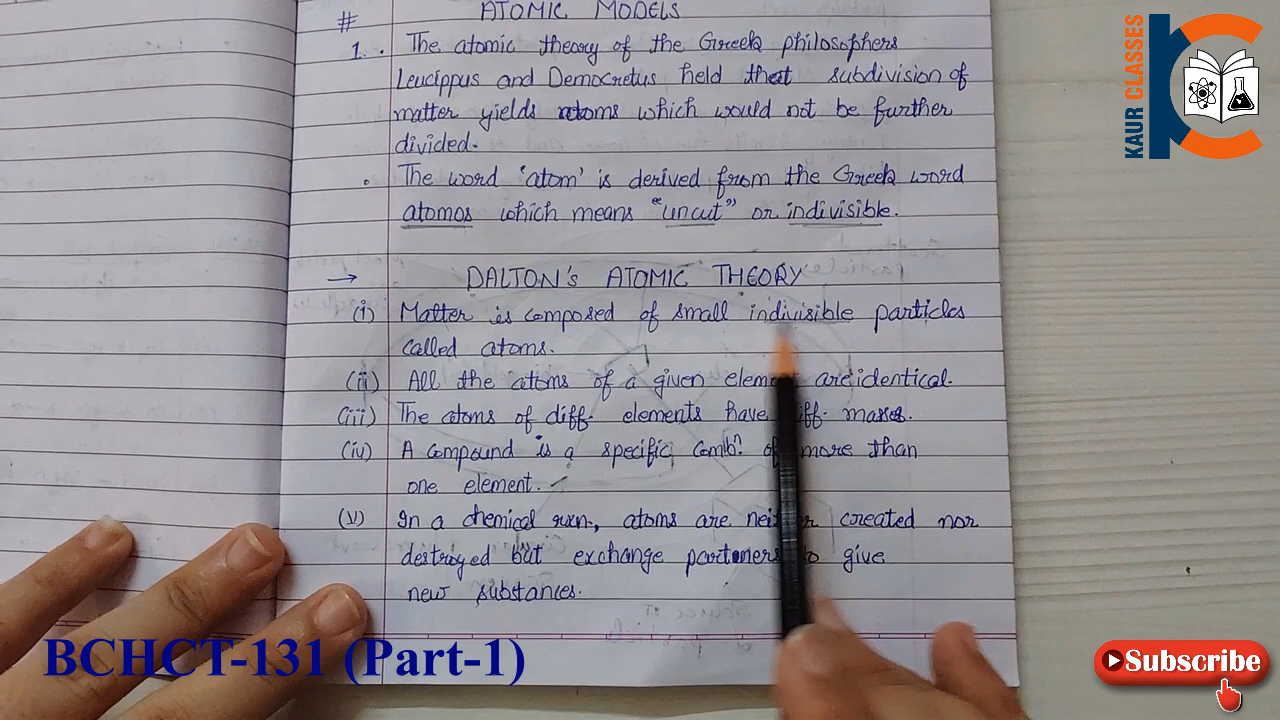 # ATOMIC MODELS
1. • The atomic theory of the Greek philosophers
Leucippus and Democretus held that subdivision of
matter yields atoms which would not be further
divided.
• The word 'atom' is derived from the Greek word
atomos which means "uncut" or indivisible.
→ DALTON's ATOMIC THEORY
(i) Matter is composed of small indivisible particles
called atoms.
(ii) All the atoms of a given element are identical.
(iii) The atoms of diff. elements have diff. masses.
(iv) A compound is a specific combn. of more than
one element.
(v) In a chemical rxn., atoms are neither created nor
destroyed but exchange partners to give
new substances.
KAUR CLASSES
BCHCT-131 (Part-1)
Subscribe